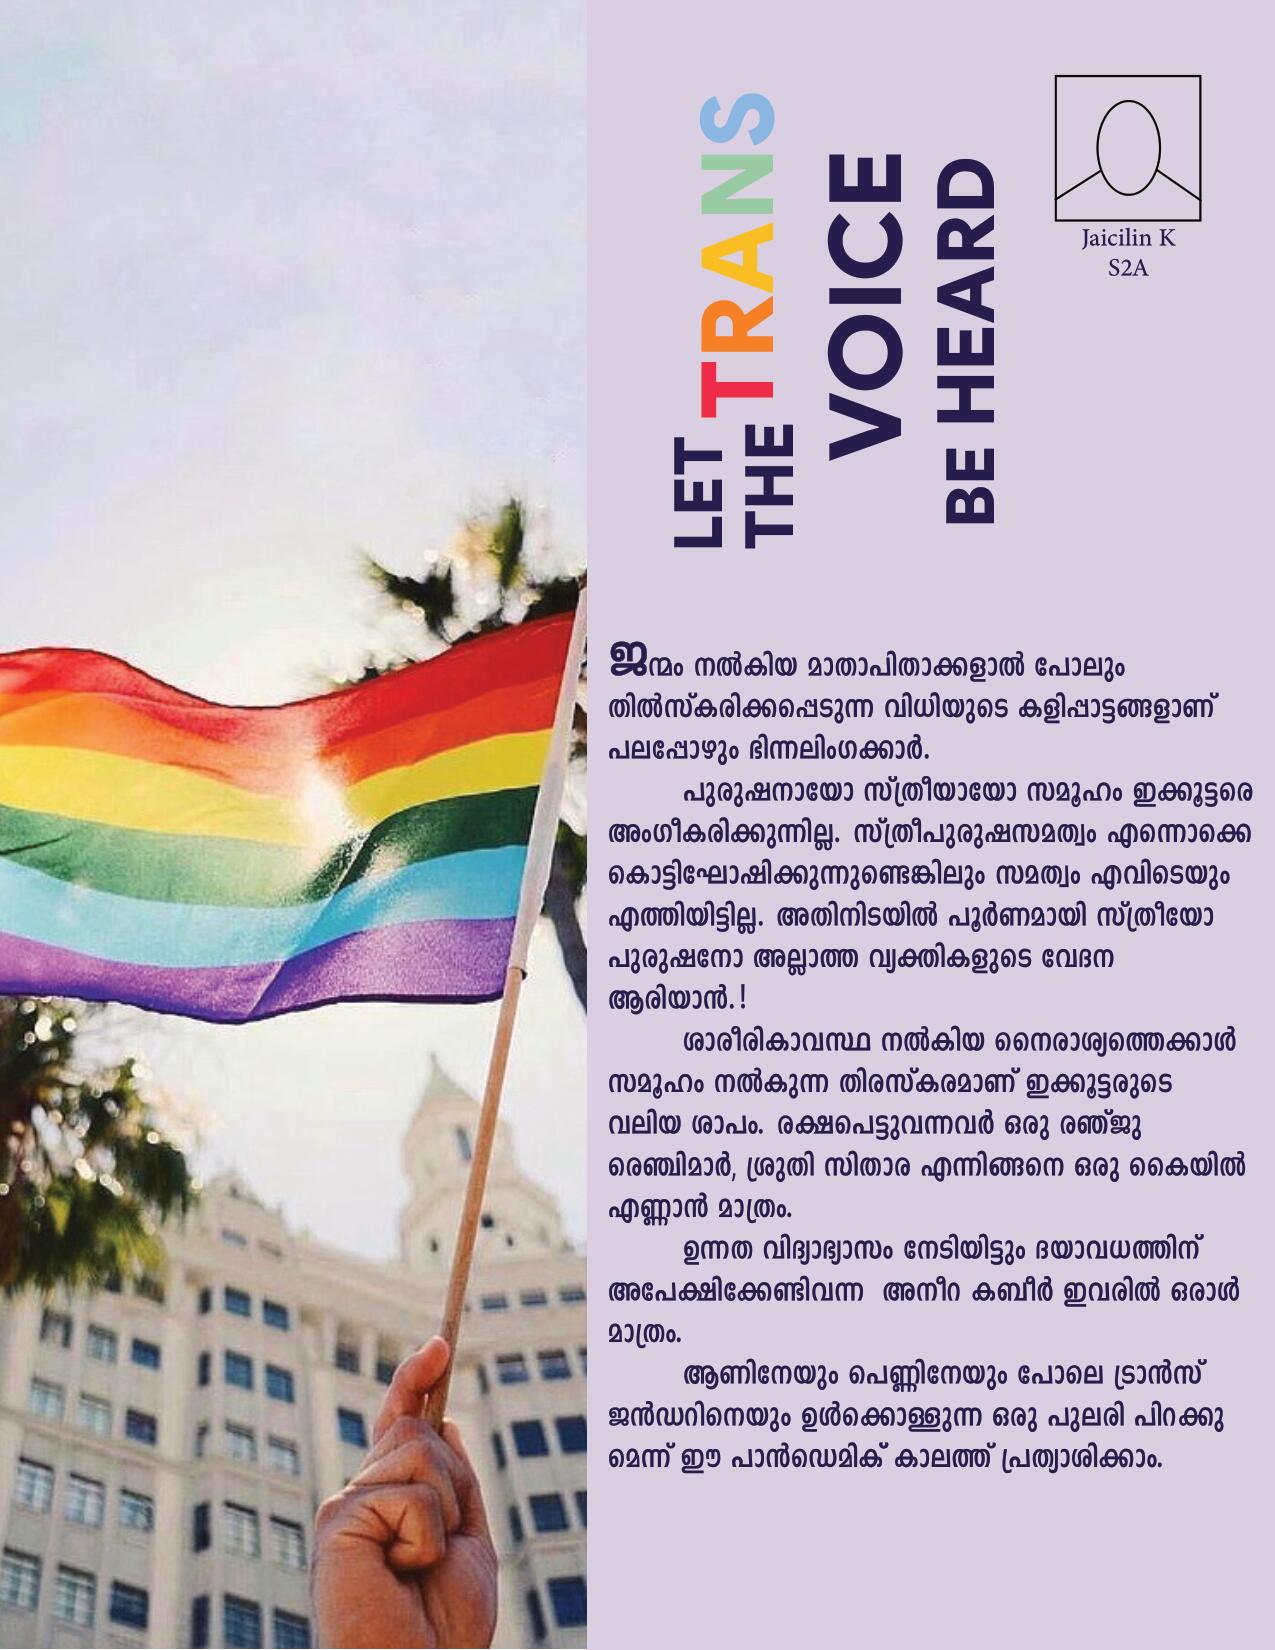 LET
THE TRANS
VOICE
BE HEARD
Jaicilin K
S2A
ജന്മം നൽകിയ മാതാപിതാക്കളാൽ പോലും
തിൽസ്കരിക്കപ്പെടുന്ന വിധിയുടെ കളിപ്പാട്ടങ്ങളാണ്
പലപ്പോഴും ഭിന്നലിംഗക്കാർ.
പുരുഷനായോ സ്ത്രീയായോ സമൂഹം ഇക്കൂട്ടരെ
അംഗീകരിക്കുന്നില്ല. സ്ത്രീപുരുഷസമത്വം എന്നൊക്കെ
കൊട്ടിഘോഷിക്കുന്നുണ്ടെങ്കിലും സമത്വം എവിടെയും
എത്തിയിട്ടില്ല. അതിനിടയിൽ പൂർണമായി സ്ത്രീയോ
പുരുഷനോ അല്ലാത്ത വ്യക്തികളുടെ വേദന
ആരിയാൻ.!
ശാരീരികാവസ്ഥ നൽകിയ നൈരാശ്യത്തെക്കാൾ
സമൂഹം നൽകുന്ന തിരസ്കരമാണ് ഇക്കൂട്ടരുടെ
വലിയ ശാപം. രക്ഷപെട്ടുവന്നവർ ഒരു രഞ്ജു
രെഞ്ചിമാർ, ശ്രുതി സിതാര എന്നിങ്ങനെ ഒരു കൈയിൽ
എണ്ണാൻ മാത്രം.
ഉന്നത വിദ്യാഭ്യാസം നേടിയിട്ടും ദയാവധത്തിന്
അപേക്ഷിക്കേണ്ടിവന്ന അനീറ കബീർ ഇവരിൽ ഒരാൾ
മാത്രം.
ആണിനേയും പെണ്ണിനേയും പോലെ ട്രാൻസ്
ജൻഡറിനെയും ഉൾക്കൊള്ളുന്ന ഒരു പുലരി പിറക്കു
മെന്ന് ഈ പാൻഡെമിക് കാലത്ത് പ്രത്യാശിക്കാം.